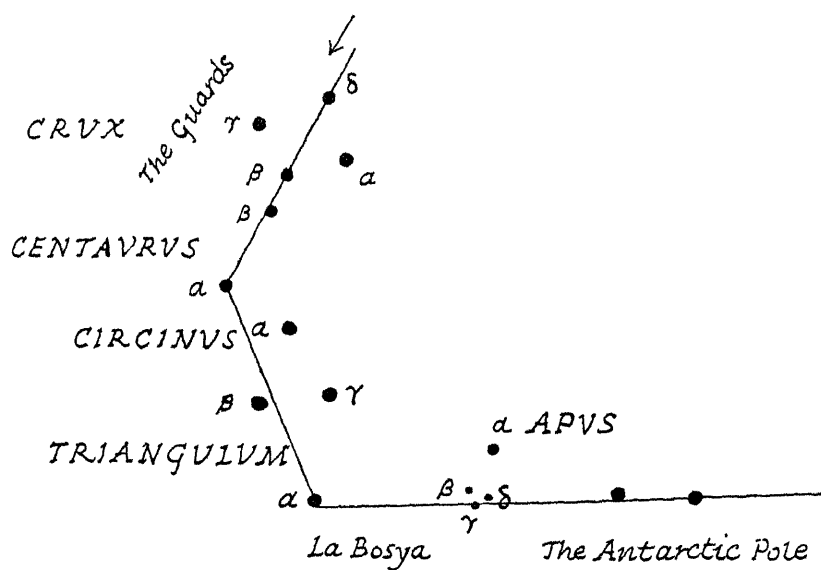 δ
The Guards
CRVX γ
α
β
β
CENTAVRVS
α
CIRCINVS α
β γ
α APVS
TRIANGVLVM
α β δ
γ
La Bosya The Antarctic Pole